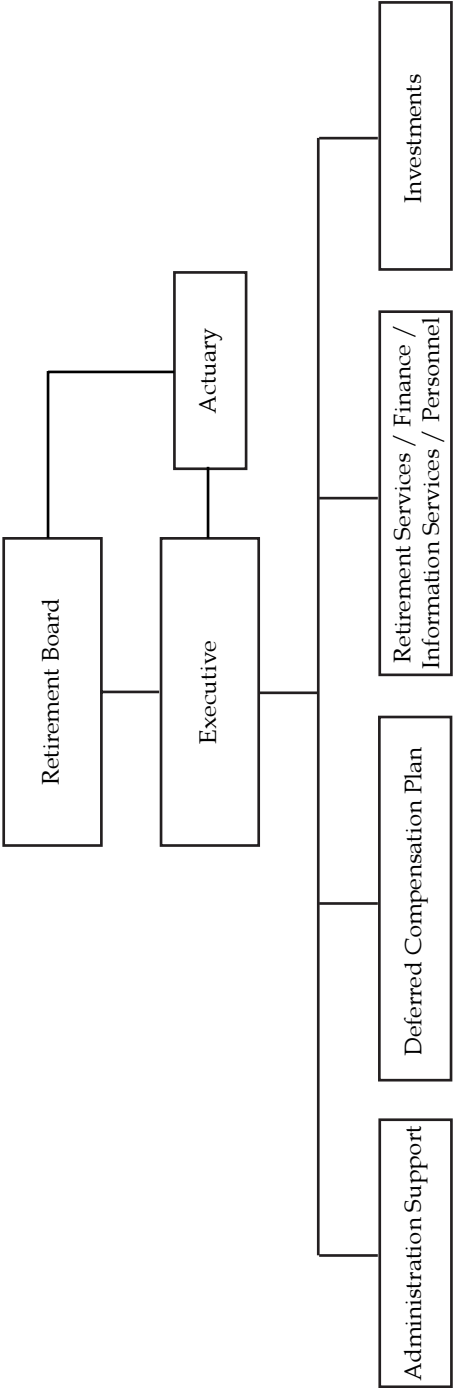 Retirement Board
Executive
Actuary
Administration Support
Deferred Compensation Plan
Retirement Services / Finance /
Information Services / Personnel
Investments